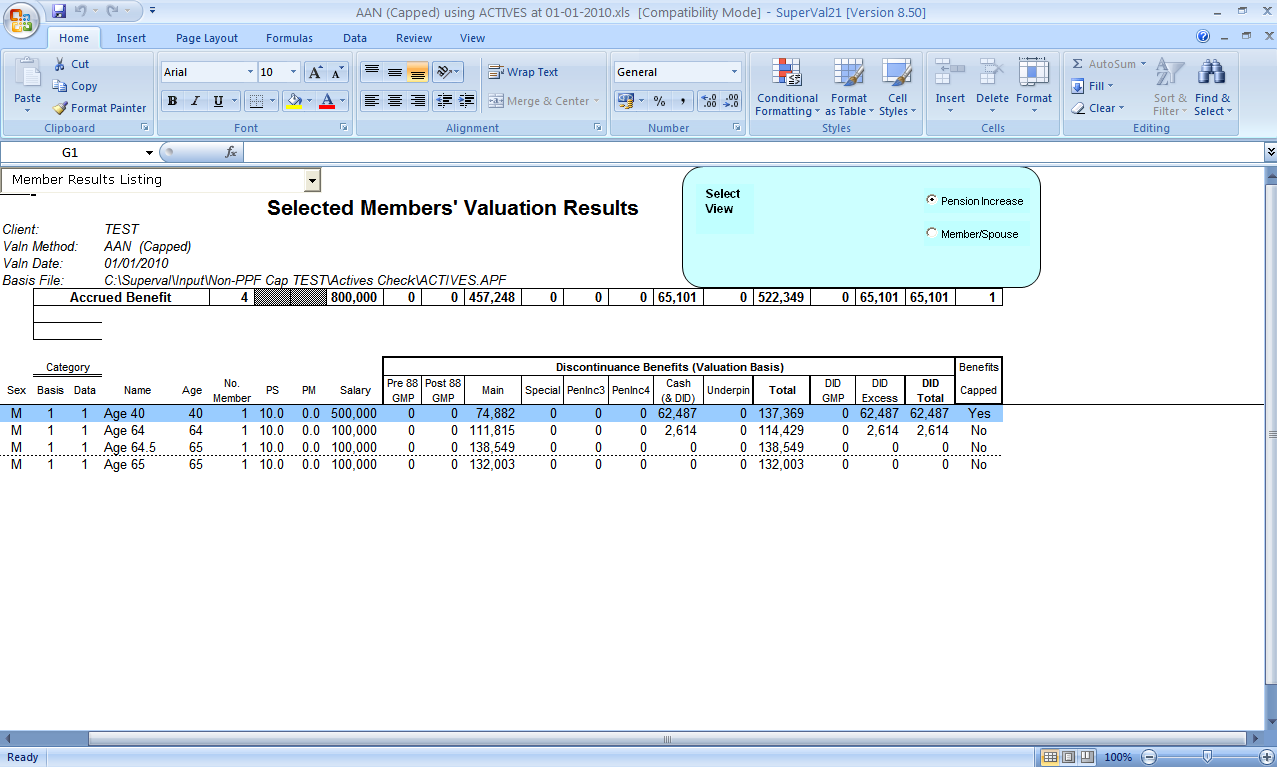 AAN (Capped) using ACTIVES at 01-01-2010.xls [Compatibility Mode] - SuperVal21 [Version 8.50]
Home Insert Page Layout Formulas Data Review View
Paste
Cut
Copy
Format Painter
Clipboard
Arial 10
B I U
Font
Wrap Text
Merge & Center
Alignment
General
% ,
Number
Conditional Formatting
Format as Table
Cell Styles
Styles
Insert Delete Format
Cells
Σ AutoSum
Fill
Clear
Sort & Filter
Find & Select
Editing
G1 fx
Member Results Listing
Selected Members' Valuation Results
Select
View
Pension Increase
Member/Spouse
Client: TEST
Valn Method: AAN (Capped)
Valn Date: 01/01/2010
Basis File: C:\Superval\Input\Non-PPF Cap TEST\Actives Check\ACTIVES.APF
Accrued Benefit 4 800,000 0 0 457,248 0 0 0 65,101 0 522,349 0 65,101 65,101 1
Category Discontinuance Benefits (Valuation Basis) Benefits
Sex Basis Data Name Age No. Member PS PM Salary Pre 88 GMP Post 88 GMP Main Special PenInc3 PenInc4 Cash (& DID) Underpin Total DID GMP DID Excess DID Total Capped
M 1 1 Age 40 40 1 10.0 0.0 500,000 0 0 74,882 0 0 0 62,487 0 137,369 0 62,487 62,487 Yes
M 1 1 Age 64 64 1 10.0 0.0 100,000 0 0 111,815 0 0 0 2,614 0 114,429 0 2,614 2,614 No
M 1 1 Age 64.5 65 1 10.0 0.0 100,000 0 0 138,549 0 0 0 0 0 138,549 0 0 0 No
M 1 1 Age 65 65 1 10.0 0.0 100,000 0 0 132,003 0 0 0 0 0 132,003 0 0 0 No
Ready 100%